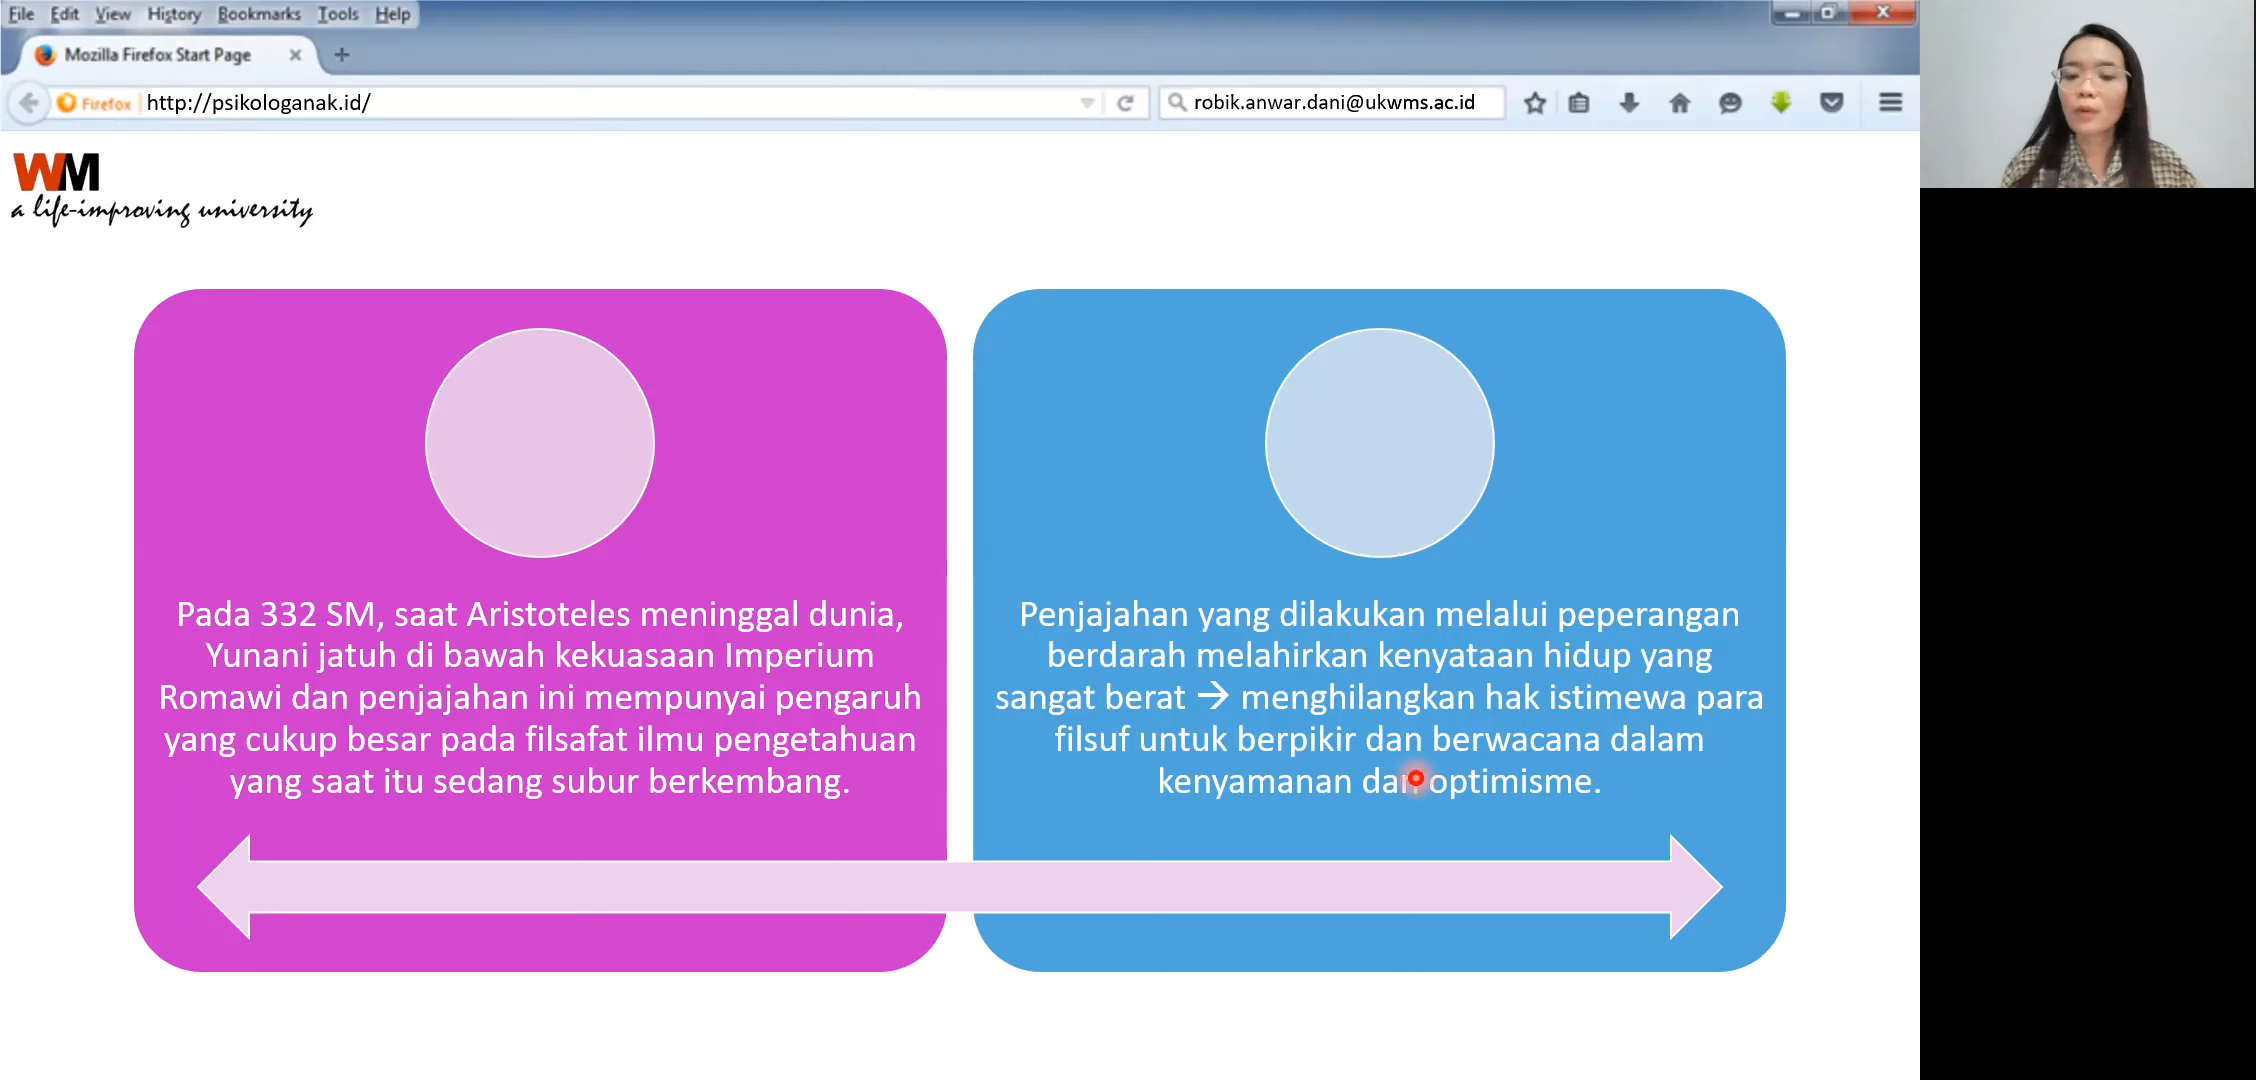 File Edit View History Bookmarks Tools Help
Mozilla Firefox Start Page
Firefox http://psikologanak.id/
robik.anwar.dani@ukwms.ac.id
WM
a life-improving university
Pada 332 SM, saat Aristoteles meninggal dunia,
Yunani jatuh di bawah kekuasaan Imperium
Romawi dan penjajahan ini mempunyai pengaruh
yang cukup besar pada filsafat ilmu pengetahuan
yang saat itu sedang subur berkembang.
Penjajahan yang dilakukan melalui peperangan
berdarah melahirkan kenyataan hidup yang
sangat berat → menghilangkan hak istimewa para
filsuf untuk berpikir dan berwacana dalam
kenyamanan dan optimisme.